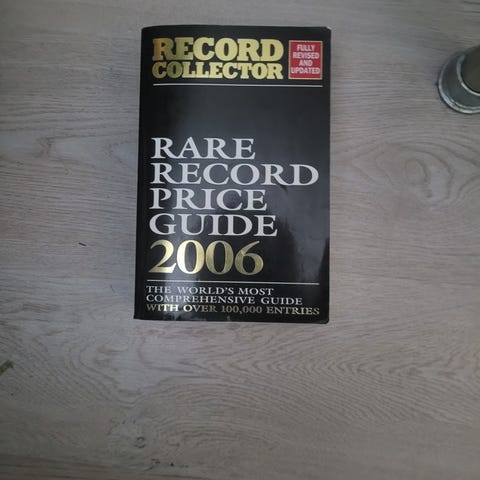 RECORD
COLLECTOR
FULLY
REVISED
AND
UPDATED
RARE
RECORD
PRICE
GUIDE
2006
THE WORLD'S MOST
COMPREHENSIVE GUIDE
WITH OVER 100,000 ENTRIES